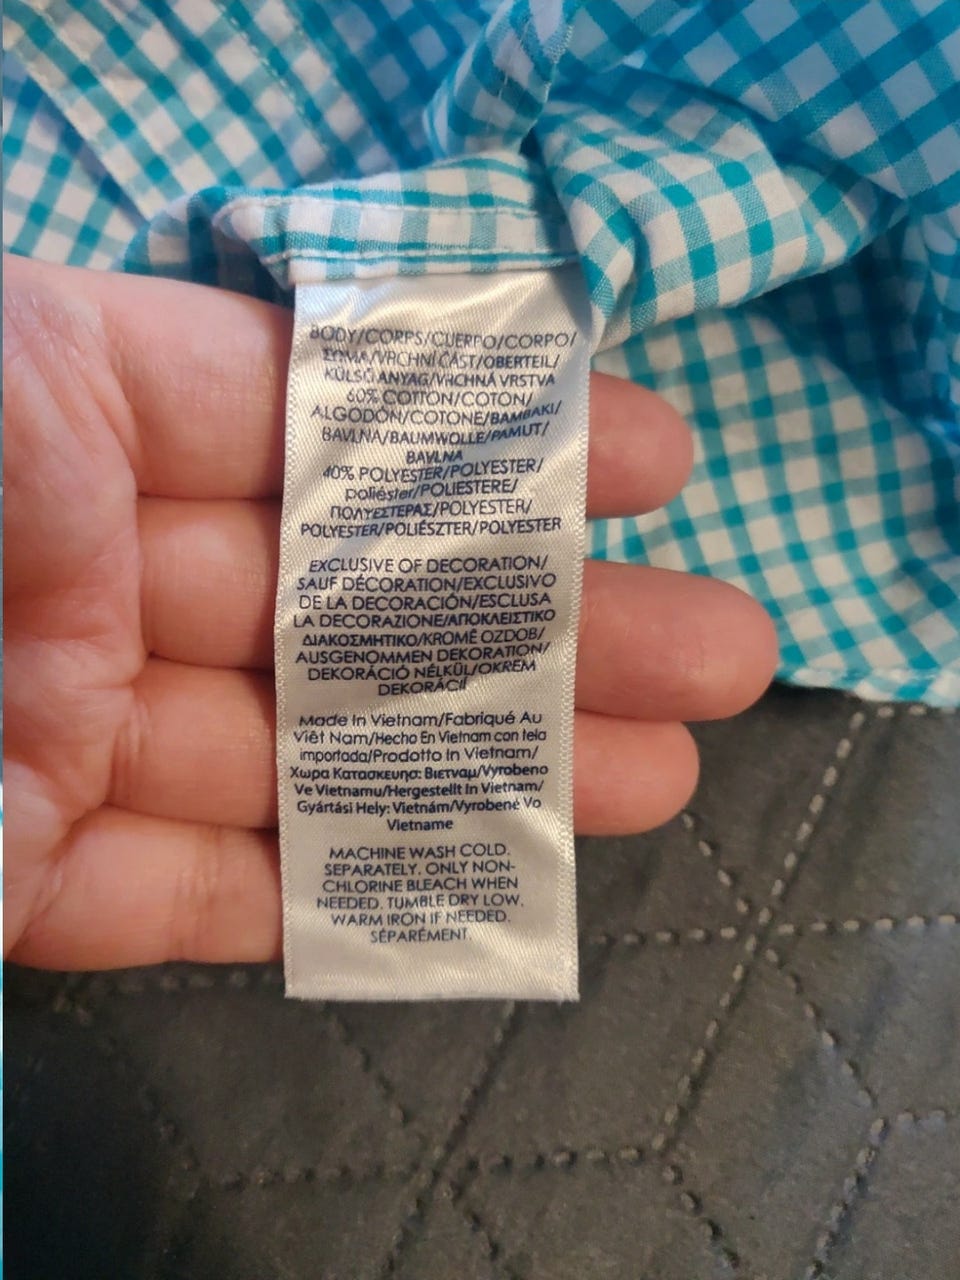 BODY/CORPS/CUERPO/CORPO/
ΣΩΜΑ/VRCHNÍ ČÁST/OBERTEIL/
KÜLSŐ ANYAG/VRCHNÁ VRSTVA
60% COTTON/COTON/
ALGODÓN/COTONE/ΒΑΜΒΑΚΙ/
BAVLNA/BAUMWOLLE/PAMUT/
BAVLNA
40% POLYESTER/POLYESTER/
poliéster/POLIESTERE/
ΠΟΛΥΕΣΤΕΡΑΣ/POLYESTER/
POLYESTER/POLIÉSZTER/POLYESTER
EXCLUSIVE OF DECORATION/
SAUF DÉCORATION/EXCLUSIVO
DE LA DECORACIÓN/ESCLUSA
LA DECORAZIONE/ΑΠΟΚΛΕΙΣΤΙΚΟ
ΔΙΑΚΟΣΜΗΤΙΚΟ/KROMĚ OZDOB/
AUSGENOMMEN DEKORATION/
DEKORÁCIÓ NÉLKÜL/OKREM
DEKORÁCIÍ
Made In Vietnam/Fabriqué Au
Viêt Nam/Hecho En Vietnam con tela
importada/Prodotto In Vietnam/
Χωρα Κατασκευησ: Βιετναμ/Vyrobeno
Ve Vietnamu/Hergestellt In Vietnam/
Gyártási Hely: Vietnám/Vyrobené Vo
Vietname
MACHINE WASH COLD.
SEPARATELY. ONLY NON-
CHLORINE BLEACH WHEN
NEEDED. TUMBLE DRY LOW.
WARM IRON IF NEEDED.
SÉPARÉMENT.